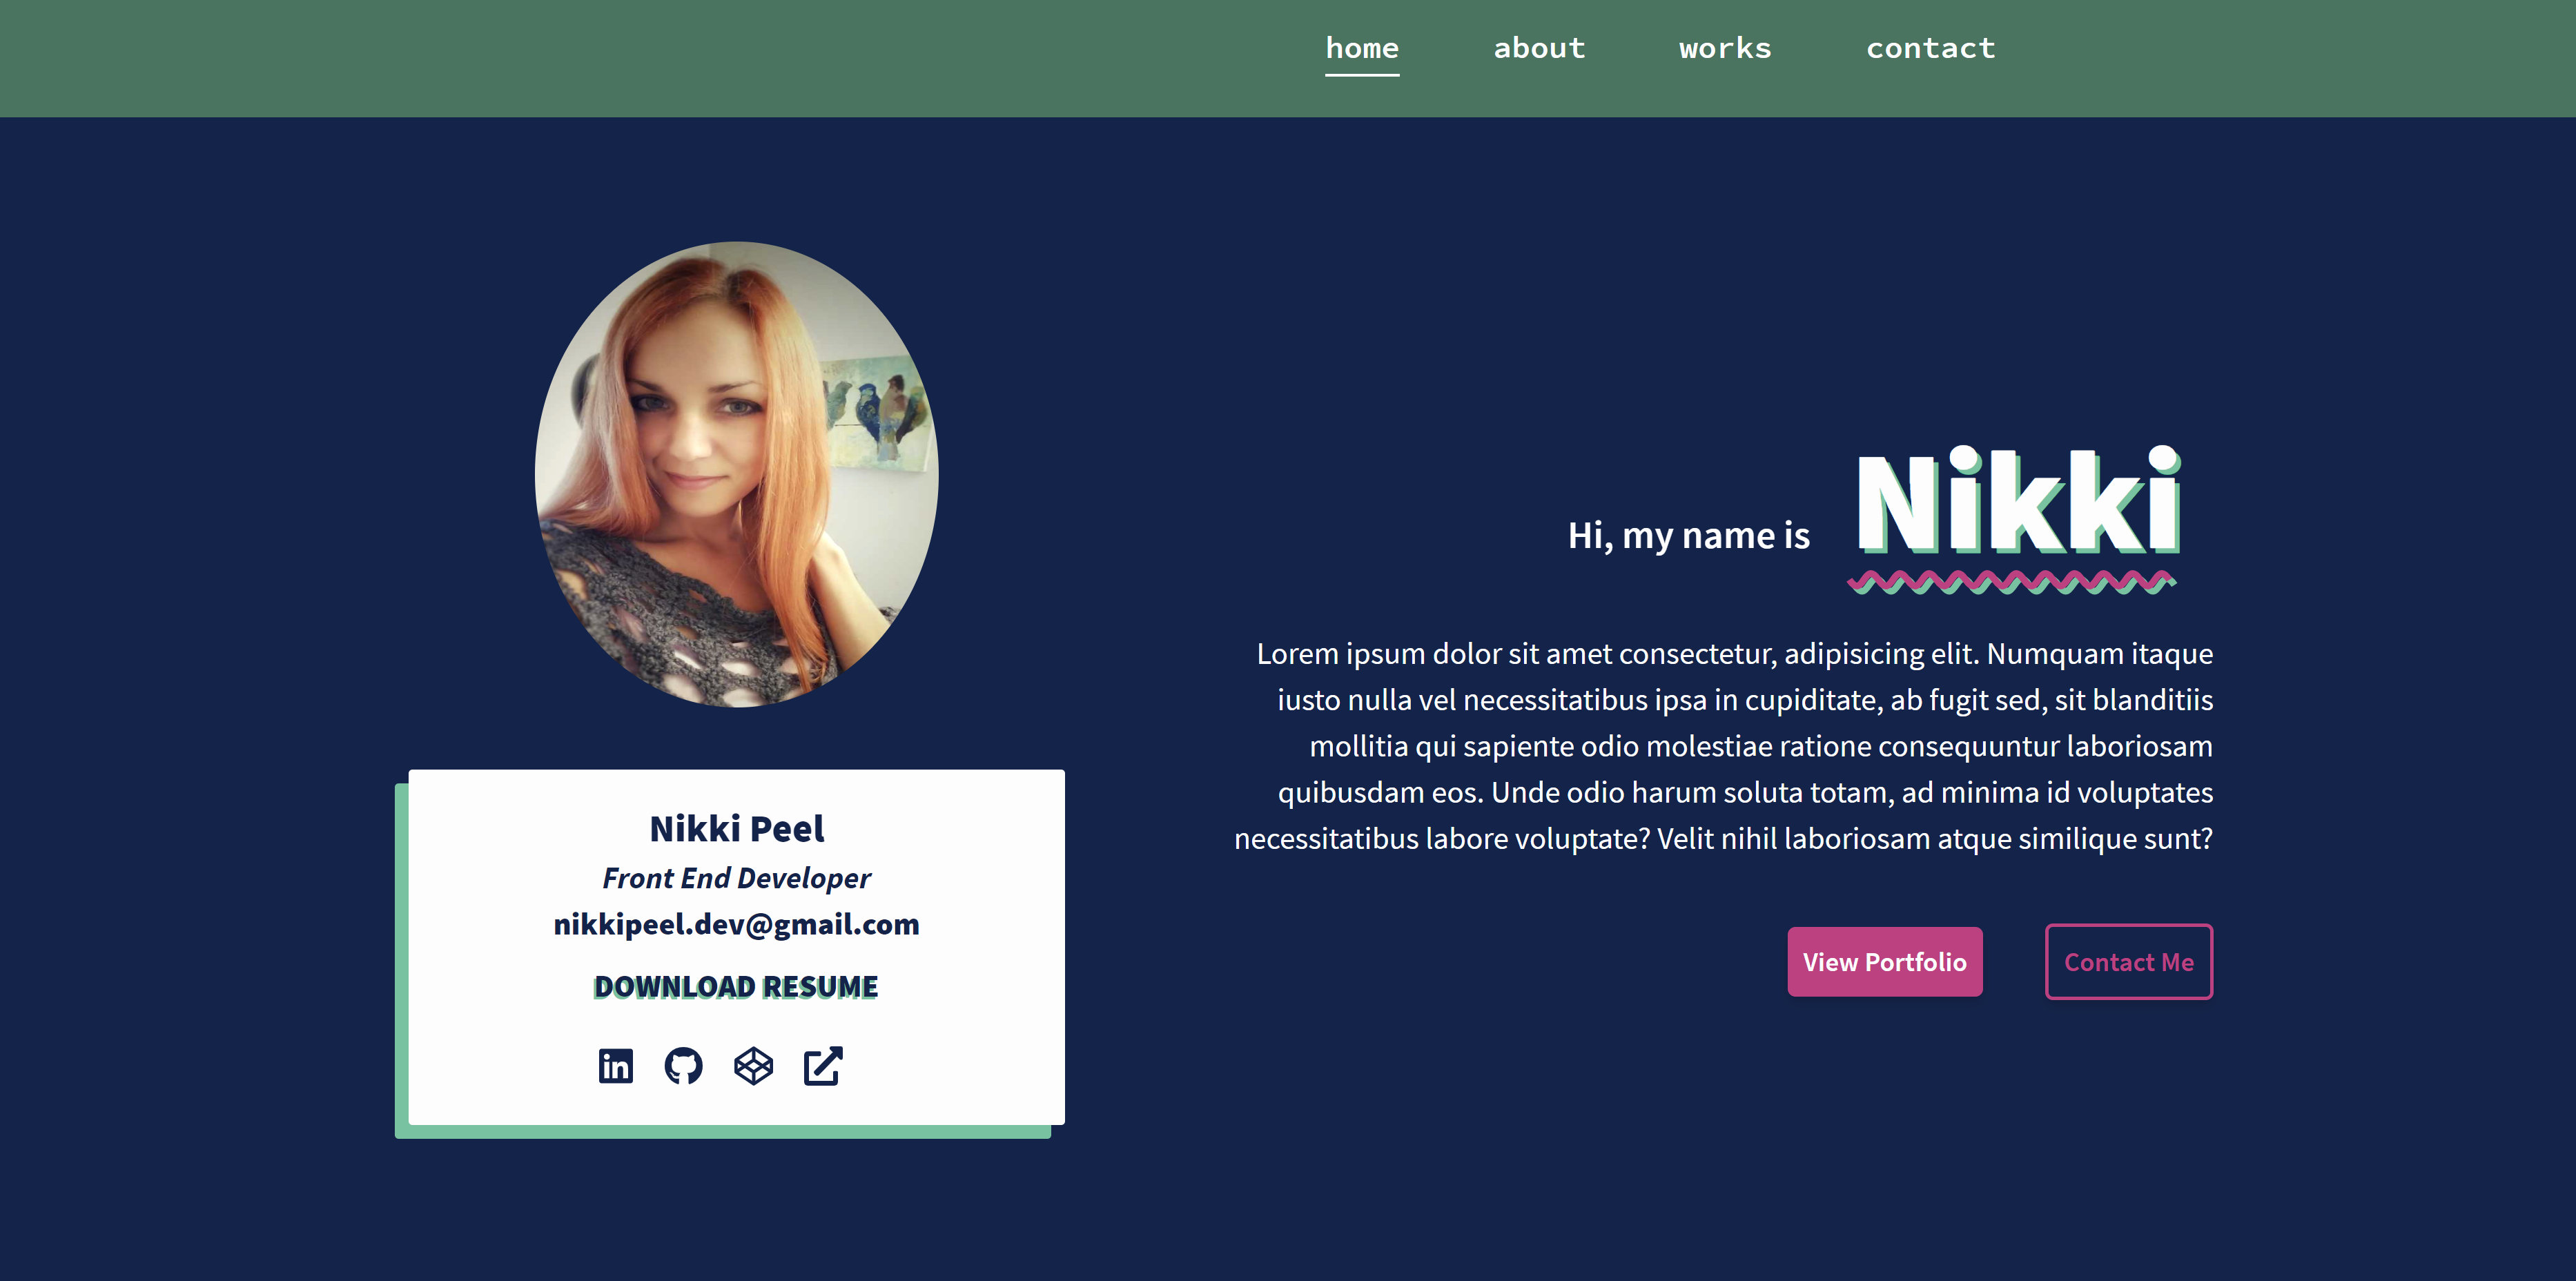 home about works contact
Hi, my name is Nikki
Lorem ipsum dolor sit amet consectetur, adipisicing elit. Numquam itaque
iusto nulla vel necessitatibus ipsa in cupiditate, ab fugit sed, sit blanditiis
mollitia qui sapiente odio molestiae ratione consequuntur laboriosam
quibusdam eos. Unde odio harum soluta totam, ad minima id voluptates
necessitatibus labore voluptate? Velit nihil laboriosam atque similique sunt?
View Portfolio Contact Me
Nikki Peel
Front End Developer
nikkipeel.dev@gmail.com
DOWNLOAD RESUME
in